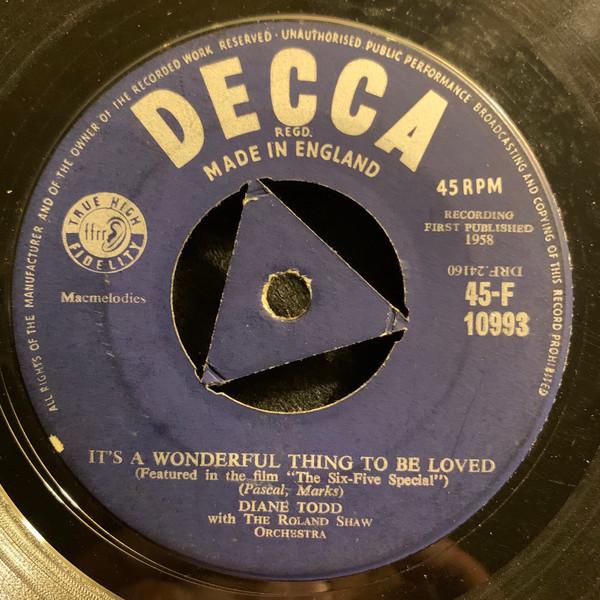 ALL RIGHTS OF THE MANUFACTURER AND OF THE OWNER OF THE RECORDED WORK RESERVED · UNAUTHORISED PUBLIC PERFORMANCE BROADCASTING AND COPYING OF THIS RECORD PROHIBITED
DECCA
REGD.
MADE IN ENGLAND
45 RPM
TRUE HIGH
ffrr
FIDELITY
RECORDING
FIRST PUBLISHED
1958
DRF.24160
Macmelodies
45-F
10993
IT'S A WONDERFUL THING TO BE LOVED
(Featured in the film "The Six-Five Special")
(Pascal, Marks)
DIANE TODD
with THE ROLAND SHAW
ORCHESTRA